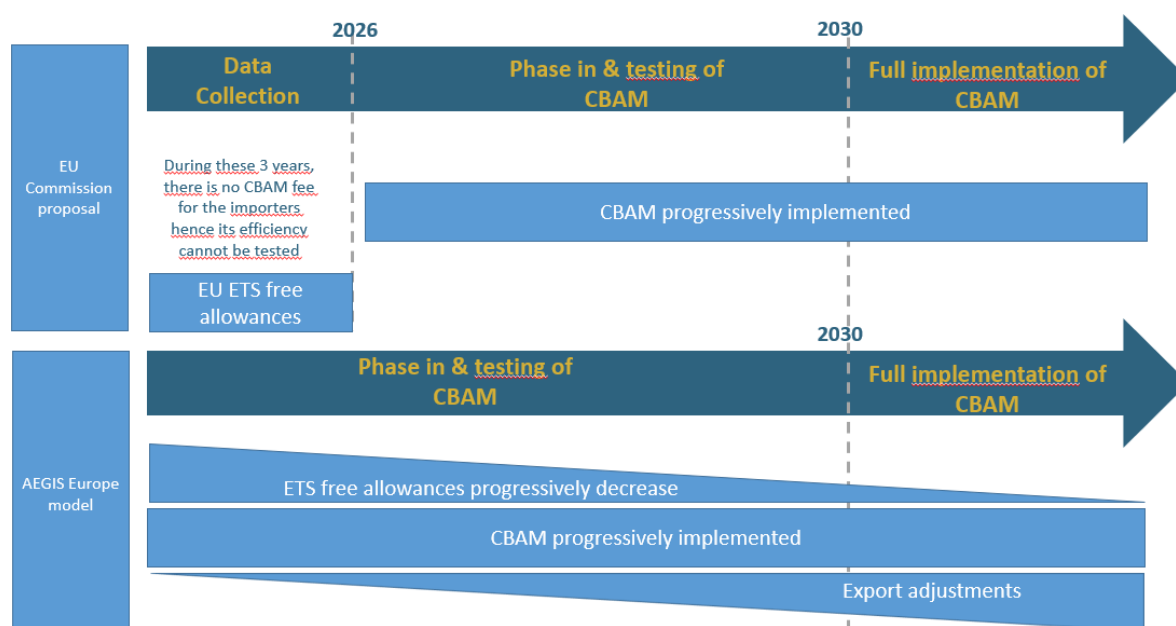 2026
2030
Data
Collection
Phase in & testing of
CBAM
Full implementation of
CBAM
EU
Commission
proposal
During these 3 years,
there is no CBAM fee
for the importers
hence its efficiency
cannot be tested
CBAM progressively implemented
EU ETS free
allowances
2030
Phase in & testing of
CBAM
Full implementation of
CBAM
AEGIS Europe
model
ETS free allowances progressively decrease
CBAM progressively implemented
Export adjustments